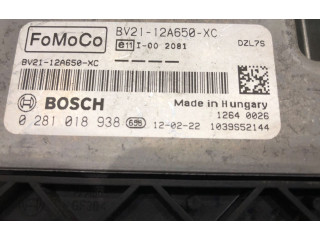 FoMoCo BV21-12A650-XC
e11 I-00 2081 DZL7S
BV21-12A650-XC
BOSCH Made in Hungary
1264 0026
0 281 018 938 656 12-02-22 1039S52144